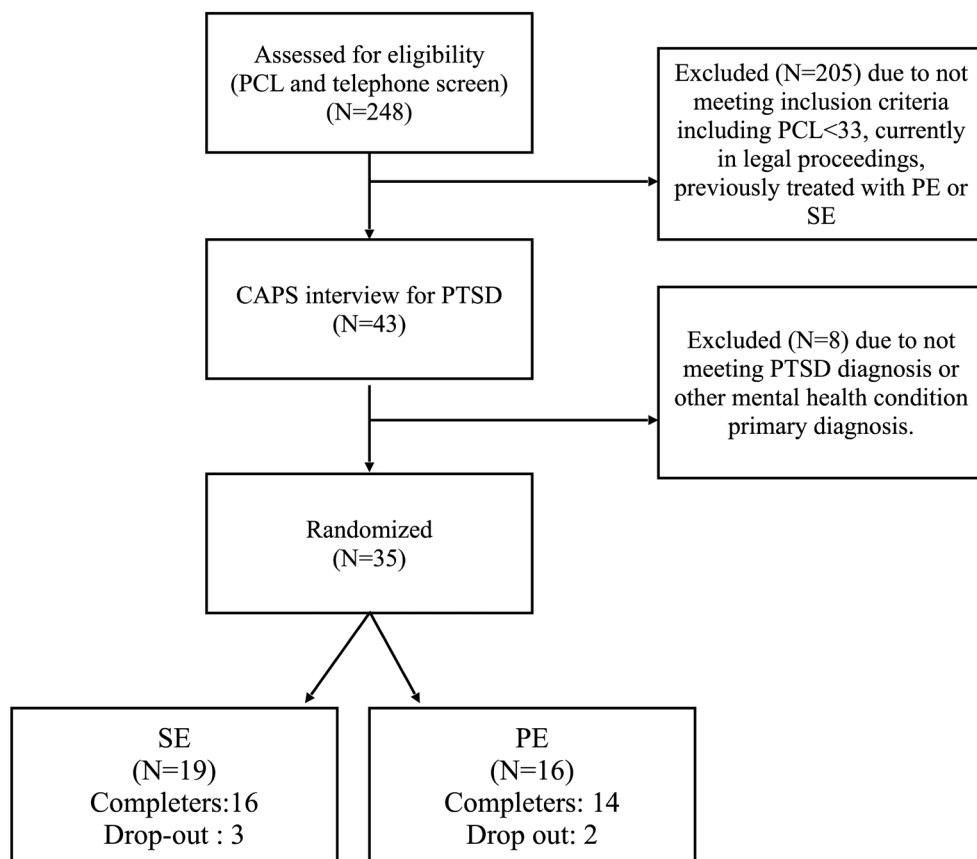 Assessed for eligibility
(PCL and telephone screen)
(N=248)
Excluded (N=205) due to not
meeting inclusion criteria
including PCL<33, currently
in legal proceedings,
previously treated with PE or
SE
CAPS interview for PTSD
(N=43)
Excluded (N=8) due to not
meeting PTSD diagnosis or
other mental health condition
primary diagnosis.
Randomized
(N=35)
SE
(N=19)
Completers:16
Drop-out : 3
PE
(N=16)
Completers: 14
Drop out: 2